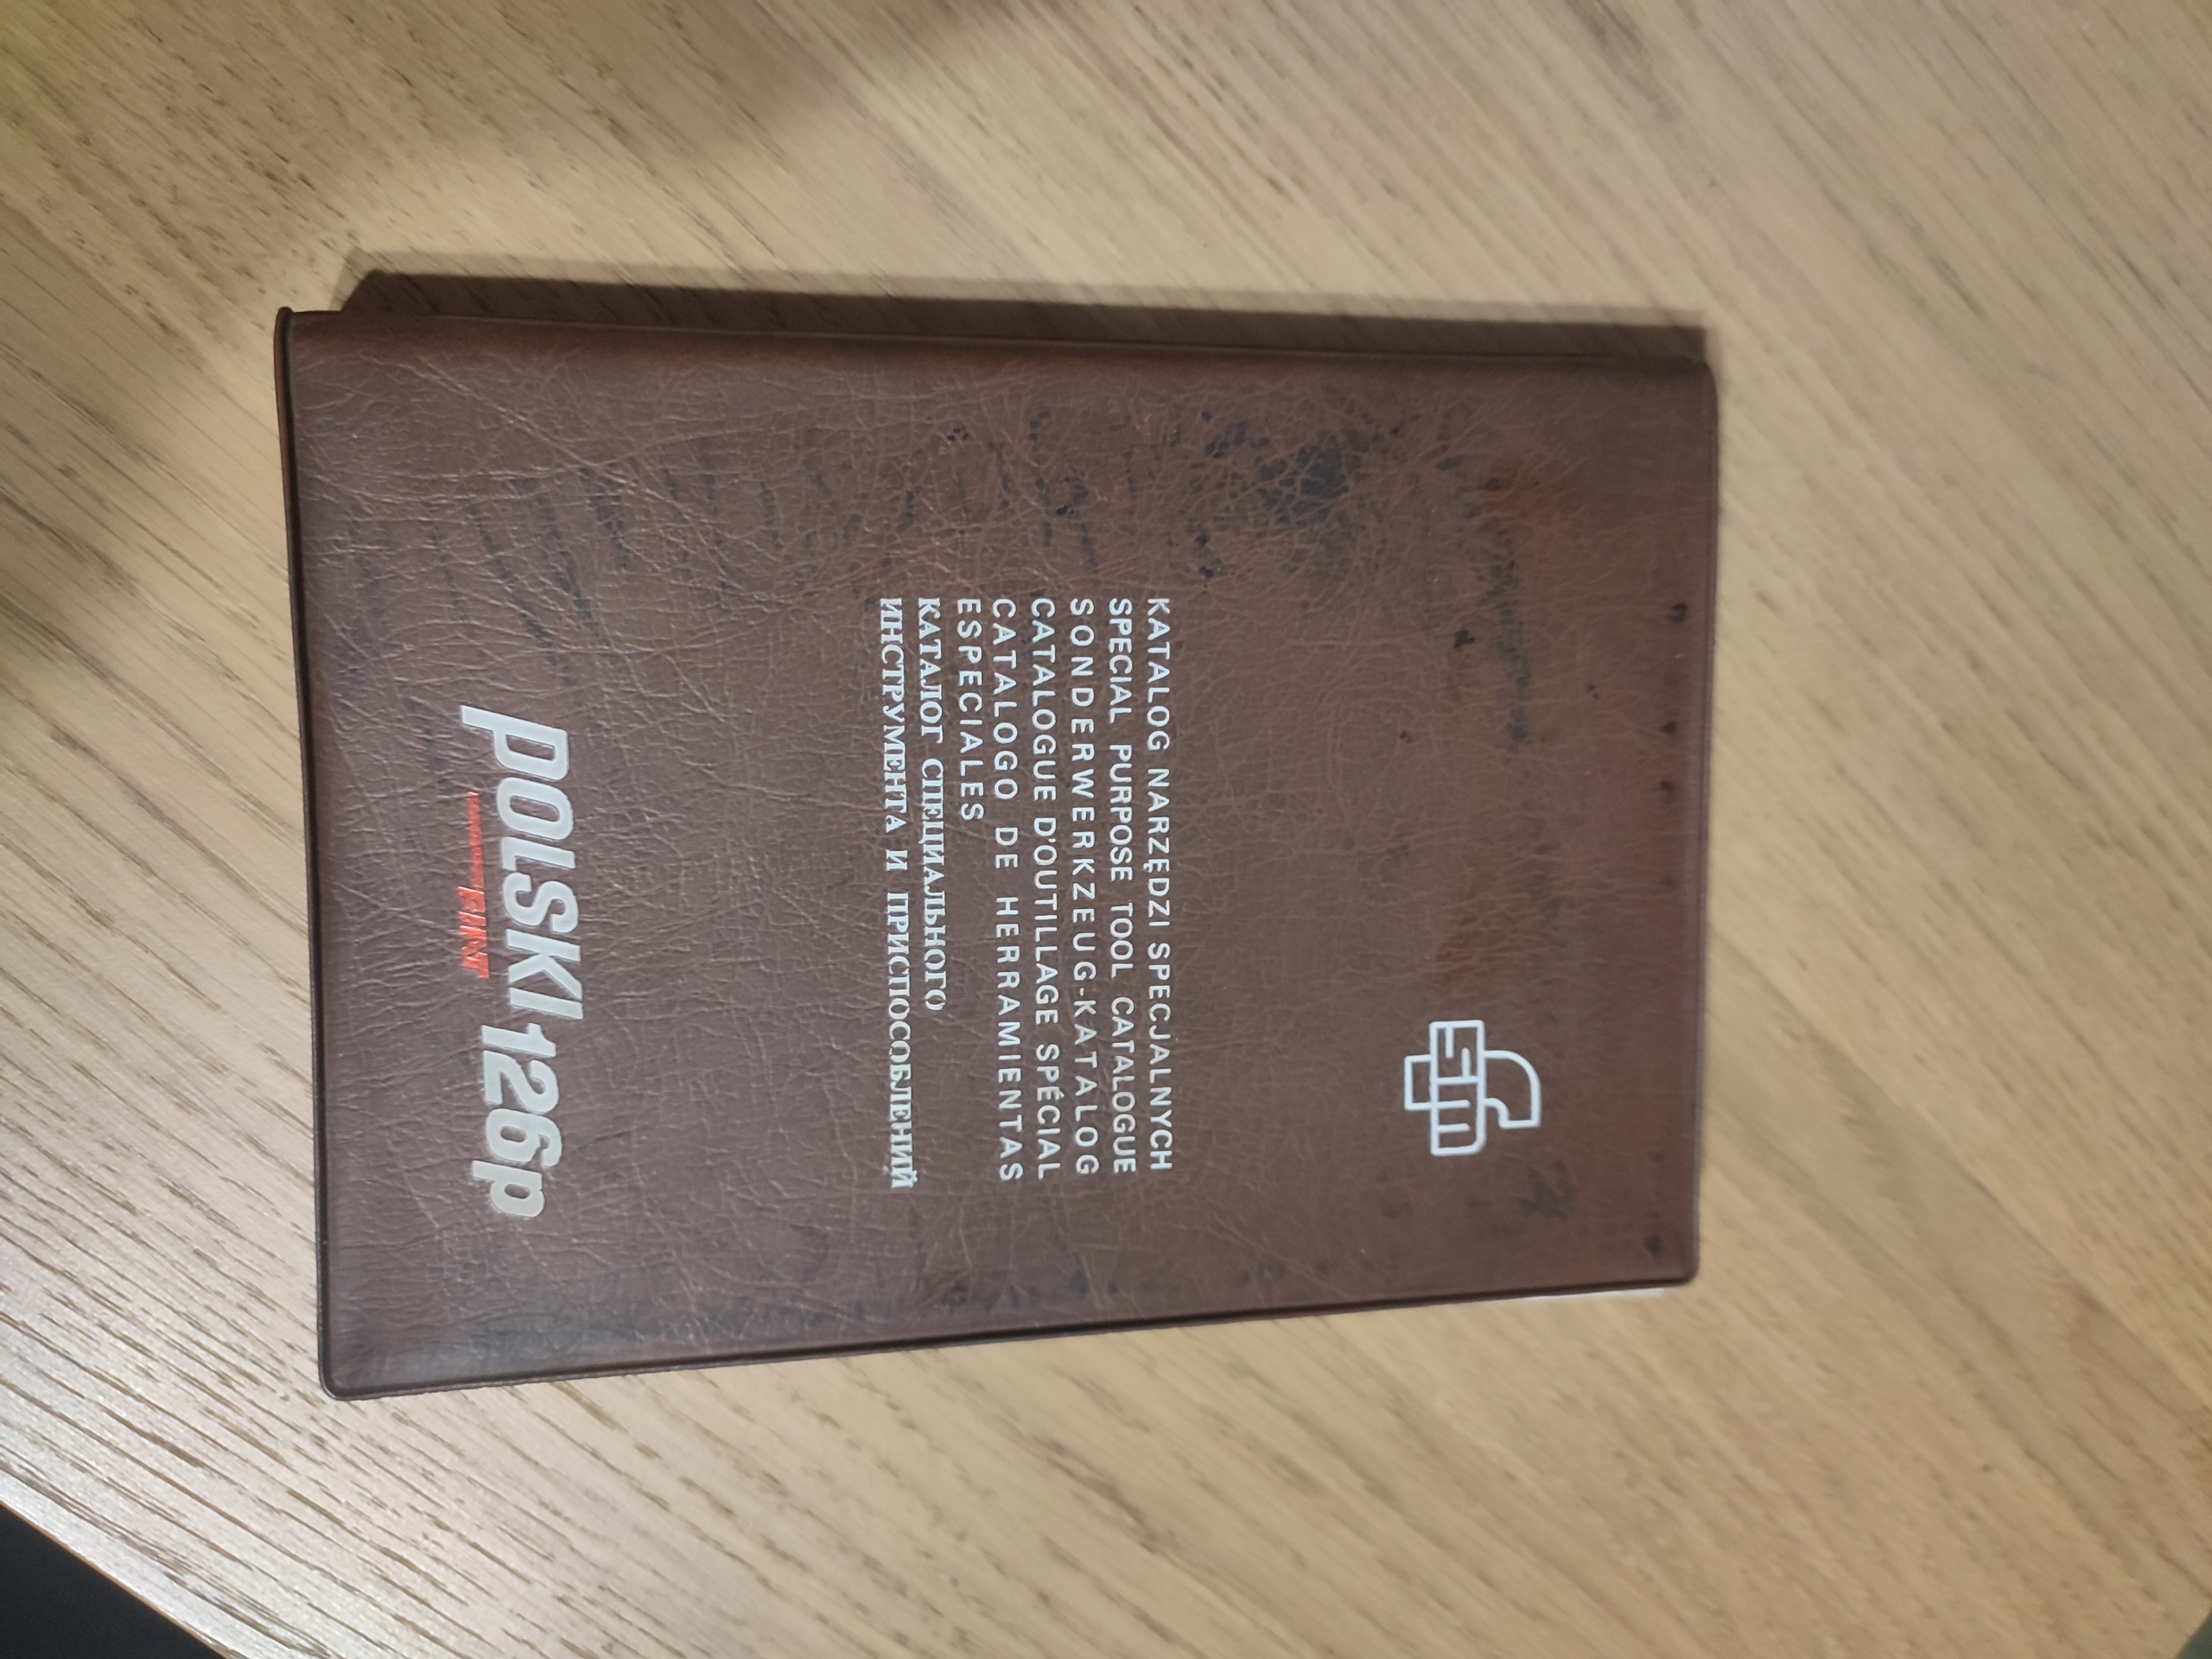 KATALOG NARZĘDZI SPECJALNYCH
SPECIAL PURPOSE TOOL CATALOGUE
SONDERWERKZEUG-KATALOG
CATALOGUE D'OUTILLAGE SPÉCIAL
CATALOGO DE HERRAMIENTAS
ESPECIALES
КАТАЛОГ СПЕЦИАЛЬНОГО
ИНСТРУМЕНТА И ПРИСПОСОБЛЕНИЙ
POLSKI 126p
FIAT